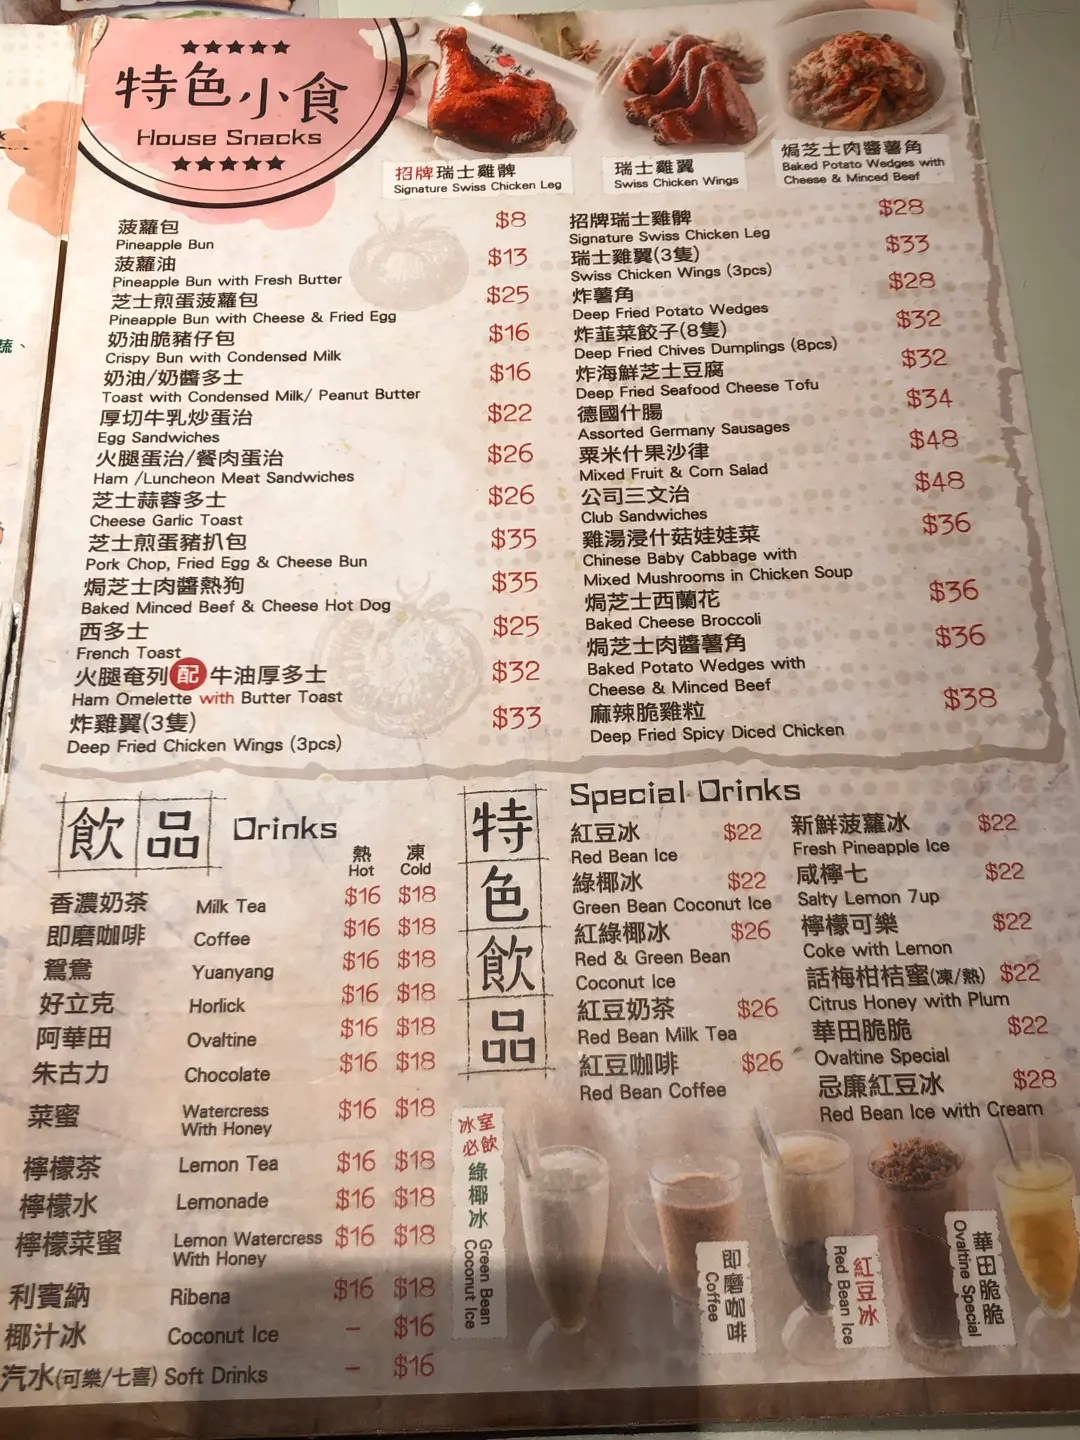 特色小食
House Snacks
招牌瑞士雞髀
Signature Swiss Chicken Leg
瑞士雞翼
Swiss Chicken Wings
焗芝士肉醬薯角
Baked Potato Wedges with
Cheese & Minced Beef
菠蘿包 $8
Pineapple Bun
菠蘿油 $13
Pineapple Bun with Fresh Butter
芝士煎蛋菠蘿包 $25
Pineapple Bun with Cheese & Fried Egg
奶油脆豬仔包 $16
Crispy Bun with Condensed Milk
奶油/奶醬多士 $16
Toast with Condensed Milk/ Peanut Butter
厚切牛乳炒蛋治 $22
Egg Sandwiches
火腿蛋治/餐肉蛋治 $26
Ham /Luncheon Meat Sandwiches
芝士蒜蓉多士 $26
Cheese Garlic Toast
芝士煎蛋豬扒包 $35
Pork Chop, Fried Egg & Cheese Bun
焗芝士肉醬熱狗 $35
Baked Minced Beef & Cheese Hot Dog
西多士 $25
French Toast
火腿奄列配牛油厚多士 $32
Ham Omelette with Butter Toast
炸雞翼(3隻) $33
Deep Fried Chicken Wings (3pcs)
招牌瑞士雞髀 $28
Signature Swiss Chicken Leg
瑞士雞翼(3隻) $33
Swiss Chicken Wings (3pcs)
炸薯角 $28
Deep Fried Potato Wedges
炸韮菜餃子(8隻) $32
Deep Fried Chives Dumplings (8pcs)
炸海鮮芝士豆腐 $32
Deep Fried Seafood Cheese Tofu
德國什腸 $34
Assorted Germany Sausages
粟米什果沙律 $48
Mixed Fruit & Corn Salad
公司三文治 $48
Club Sandwiches
雞湯浸什菇娃娃菜 $36
Chinese Baby Cabbage with
Mixed Mushrooms in Chicken Soup
焗芝士西蘭花 $36
Baked Cheese Broccoli
焗芝士肉醬薯角 $36
Baked Potato Wedges with
Cheese & Minced Beef
麻辣脆雞粒 $38
Deep Fried Spicy Diced Chicken
飲品 Drinks
熱 凍
Hot Cold
香濃奶茶 Milk Tea $16 $18
即磨咖啡 Coffee $16 $18
鴛鴦 Yuanyang $16 $18
好立克 Horlick $16 $18
阿華田 Ovaltine $16 $18
朱古力 Chocolate $16 $18
菜蜜 Watercress With Honey $16 $18
檸檬茶 Lemon Tea $16 $18
檸檬水 Lemonade $16 $18
檸檬菜蜜 Lemon Watercress With Honey $16 $18
利賓納 Ribena $16 $18
椰汁冰 Coconut Ice – $16
汽水(可樂/七喜) Soft Drinks – $16
特色飲品
Special Drinks
紅豆冰 $22
Red Bean Ice
綠椰冰 $22
Green Bean Coconut Ice
紅綠椰冰 $26
Red & Green Bean
Coconut Ice
紅豆奶茶 $26
Red Bean Milk Tea
紅豆咖啡 $26
Red Bean Coffee
新鮮菠蘿冰 $22
Fresh Pineapple Ice
咸檸七 $22
Salty Lemon 7up
檸檬可樂 $22
Coke with Lemon
話梅柑桔蜜(凍/熱) $22
Citrus Honey with Plum
華田脆脆 $22
Ovaltine Special
忌廉紅豆冰 $28
Red Bean Ice with Cream
冰室必飲
綠椰冰
Green Bean
Coconut Ice
即磨咖啡
Coffee
紅豆冰
Red Bean Ice
華田脆脆
Ovaltine Special